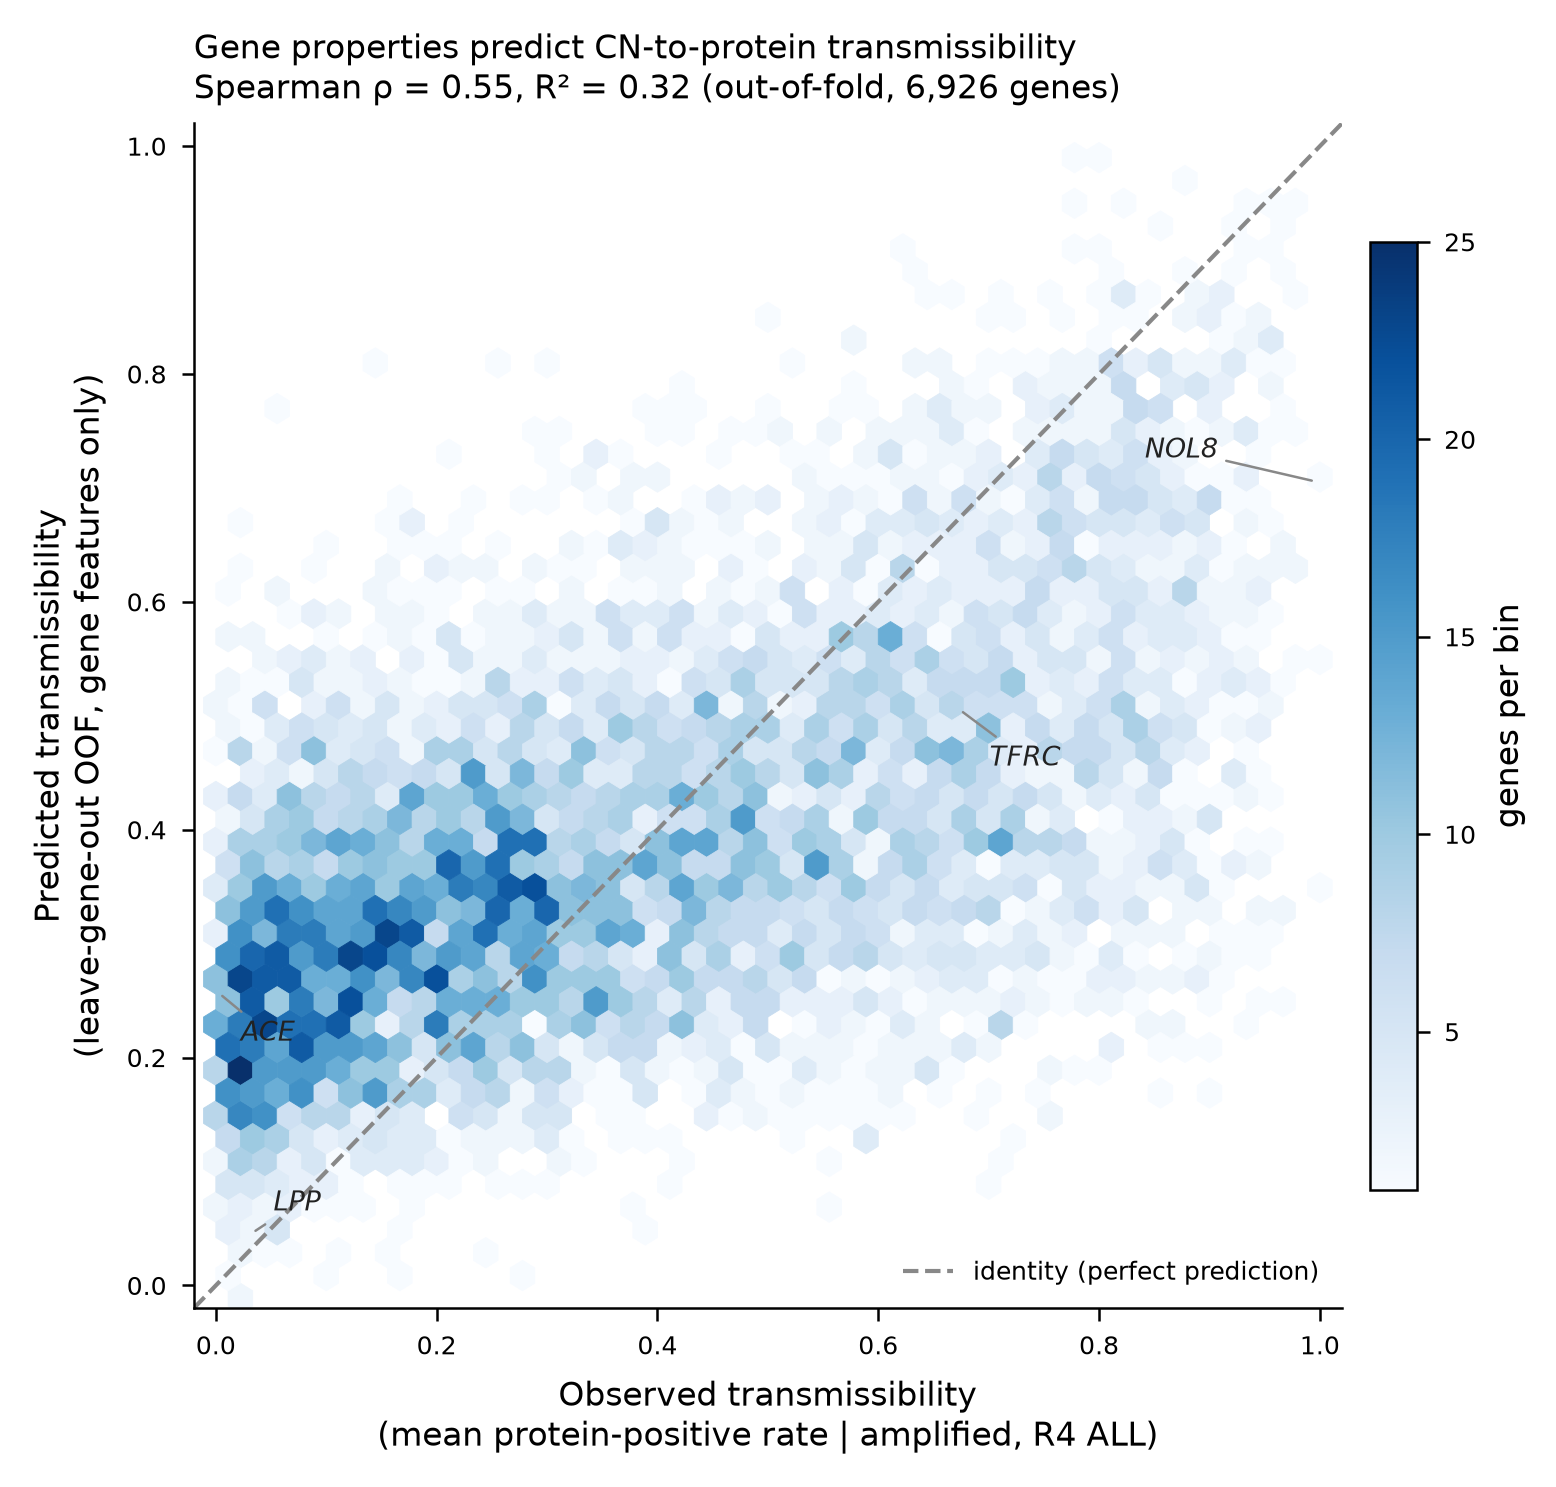 Gene properties predict CN-to-protein transmissibility
Spearman ρ = 0.55, R² = 0.32 (out-of-fold, 6,926 genes)
Predicted transmissibility
(leave-gene-out OOF, gene features only)
1.0
0.8
0.6
0.4
0.2
0.0
NOL8
TFRC
ACE
LPP
identity (perfect prediction)
0.0
0.2
0.4
0.6
0.8
1.0
Observed transmissibility
(mean protein-positive rate | amplified, R4 ALL)
25
20
15
10
5
genes per bin